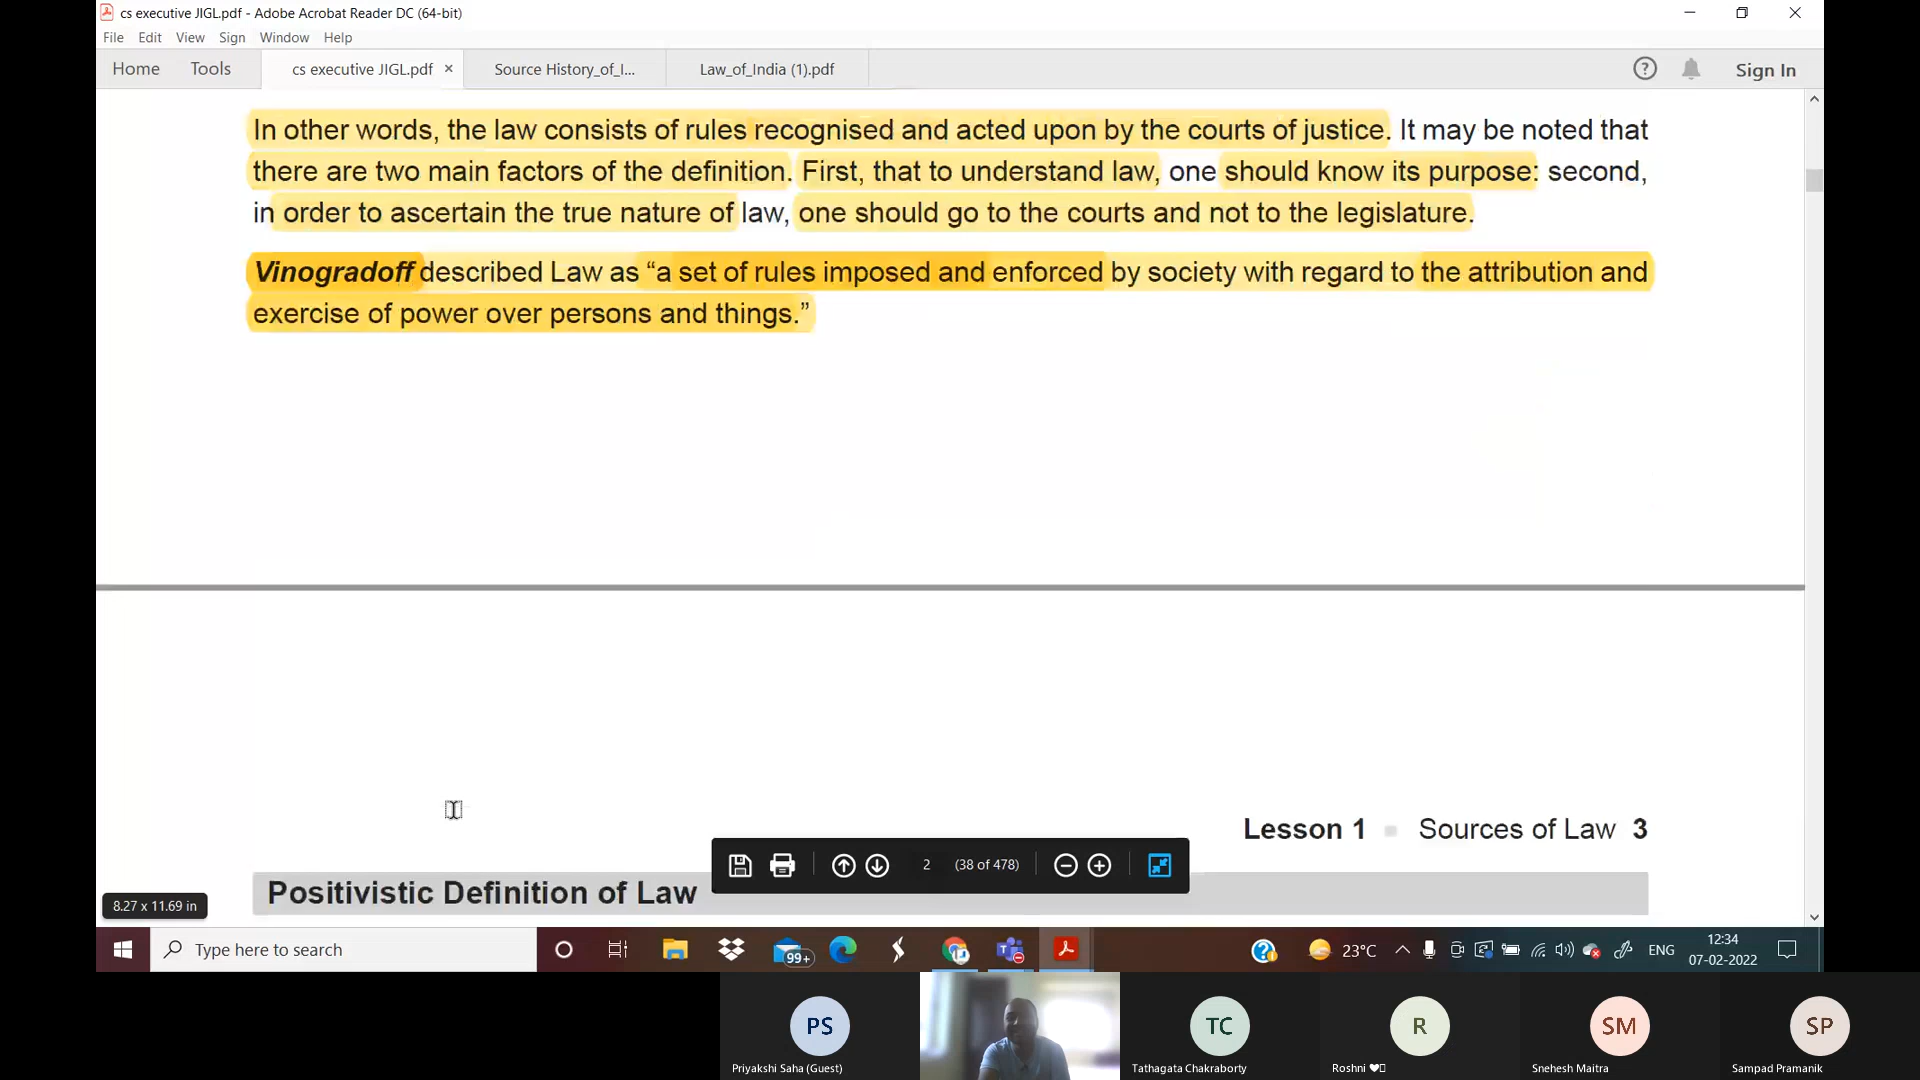 cs executive JIGL.pdf - Adobe Acrobat Reader DC (64-bit)
File Edit View Sign Window Help
Home Tools cs executive JIGL.pdf × Source History_of_I... Law_of_India (1).pdf ? Sign In
In other words, the law consists of rules recognised and acted upon by the courts of justice. It may be noted that
there are two main factors of the definition. First, that to understand law, one should know its purpose: second,
in order to ascertain the true nature of law, one should go to the courts and not to the legislature.
Vinogradoff described Law as “a set of rules imposed and enforced by society with regard to the attribution and
exercise of power over persons and things.”
Lesson 1 ■ Sources of Law 3
2 (38 of 478)
Positivistic Definition of Law
8.27 x 11.69 in
Type here to search 99+ 23°C ENG 12:34
07-02-2022
PS TC R SM SP
Priyakshi Saha (Guest) Tathagata Chakraborty Roshni ❤▯ Snehesh Maitra Sampad Pramanik